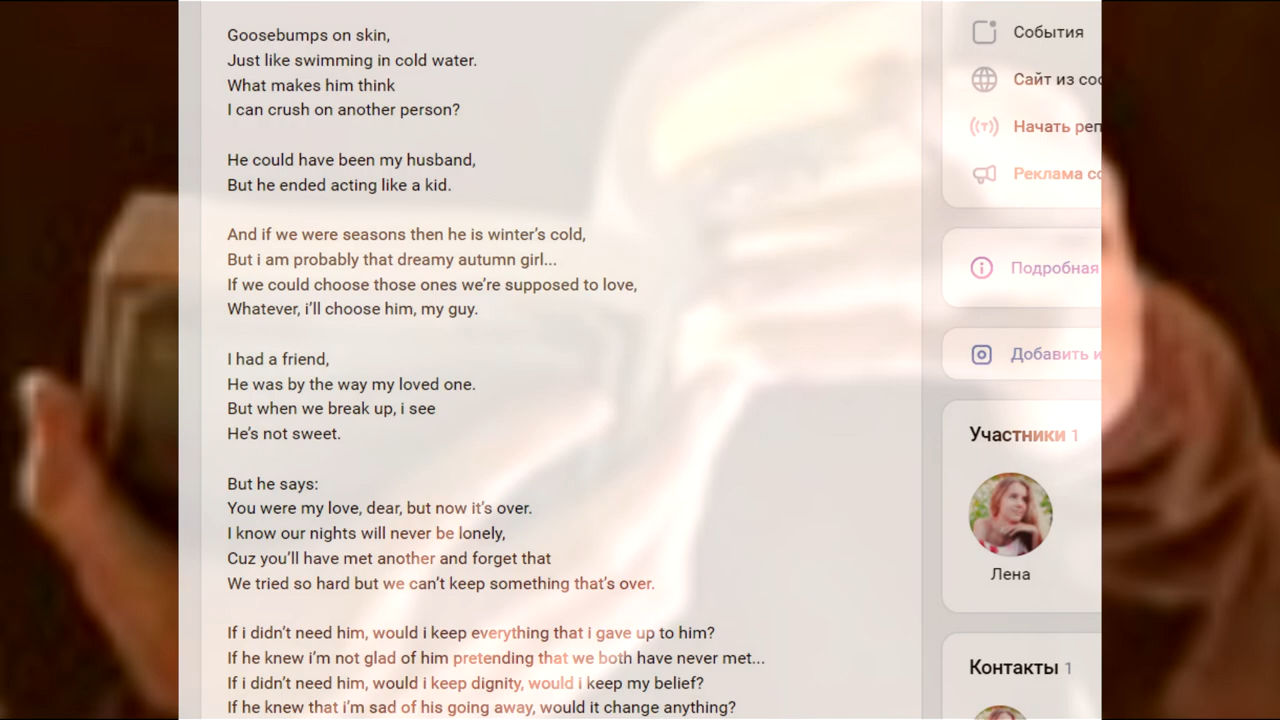 Goosebumps on skin,
Just like swimming in cold water.
What makes him think
I can crush on another person?
He could have been my husband,
But he ended acting like a kid.
And if we were seasons then he is winter’s cold,
But i am probably that dreamy autumn girl...
If we could choose those ones we’re supposed to love,
Whatever, i’ll choose him, my guy.
I had a friend,
He was by the way my loved one.
But when we break up, i see
He’s not sweet.
But he says:
You were my love, dear, but now it’s over.
I know our nights will never be lonely,
Cuz you’ll have met another and forget that
We tried so hard but we can’t keep something that’s over.
If i didn’t need him, would i keep everything that i gave up to him?
If he knew i’m not glad of him pretending that we both have never met...
If i didn’t need him, would i keep dignity, would i keep my belief?
If he knew that i’m sad of his going away, would it change anything?
События
Сайт из соо
Начать реп
Реклама со
Подробная
Добавить и
Участники 1
Лена
Контакты 1